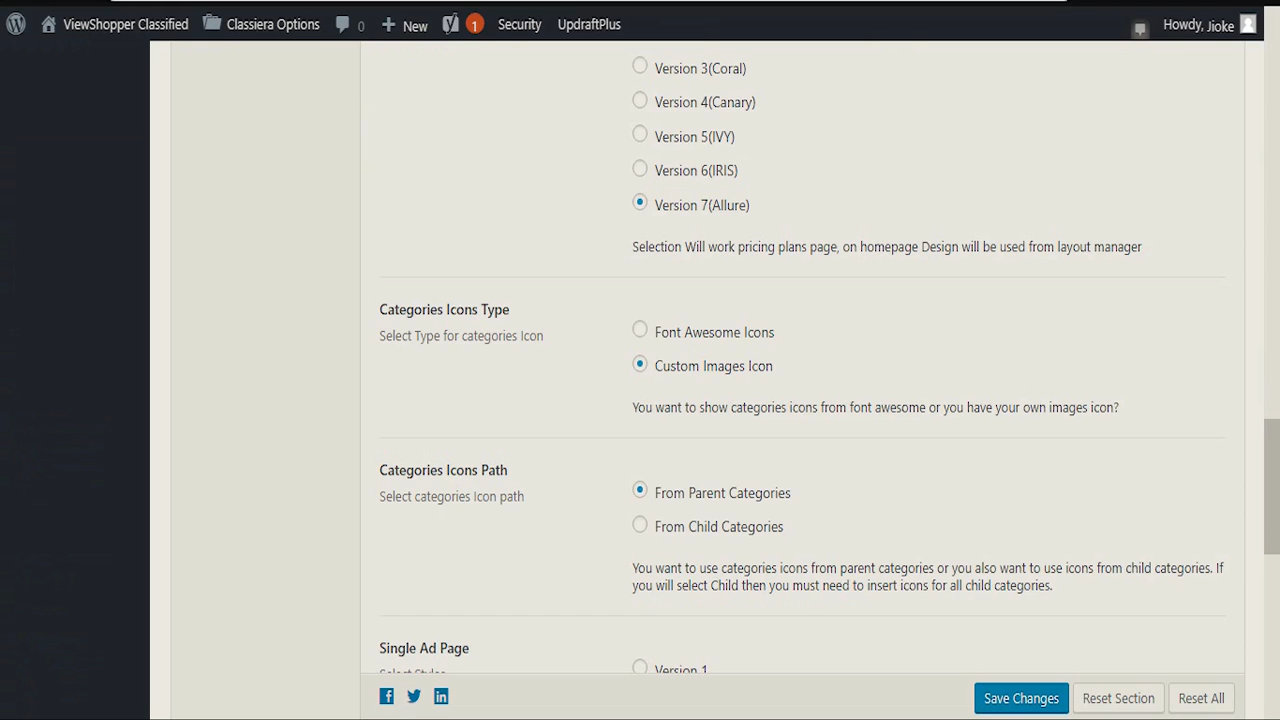 ViewShopper Classified Classiera Options 0 New 1 Security UpdraftPlus Howdy, Jioke
Version 3(Coral)
Version 4(Canary)
Version 5(IVY)
Version 6(IRIS)
Version 7(Allure)
Selection Will work pricing plans page, on homepage Design will be used from layout manager
Categories Icons Type
Select Type for categories Icon
Font Awesome Icons
Custom Images Icon
You want to show categories icons from font awesome or you have your own images icon?
Categories Icons Path
Select categories Icon path
From Parent Categories
From Child Categories
You want to use categories icons from parent categories or you also want to use icons from child categories. If
you will select Child then you must need to insert icons for all child categories.
Single Ad Page
Select Styles
Version 1
Save Changes Reset Section Reset All